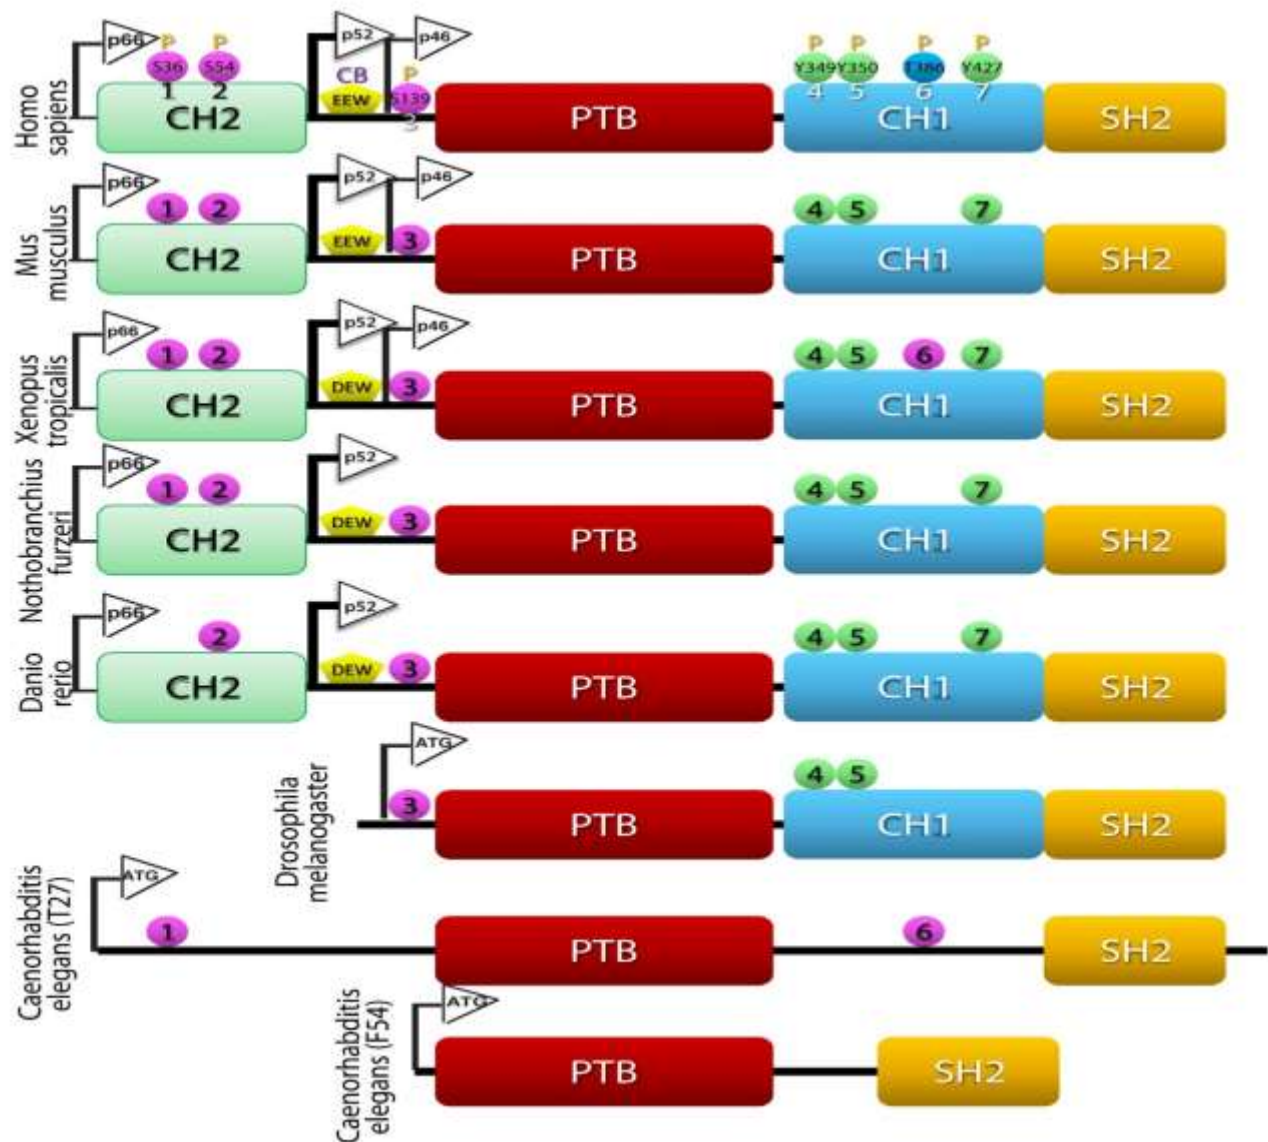 p66 P P p52 p46 P P P P
S36 S54 CB P Y349 Y350 T386 Y427
1 2 EEW S139 4 5 6 7
Homo sapiens CH2 3 PTB CH1 SH2
p66 p52 p46
1 2 4 5 7
Mus musculus CH2 EEW 3 PTB CH1 SH2
p66 p52 p46
1 2 4 5 6 7
Xenopus tropicalis CH2 DEW 3 PTB CH1 SH2
p66 p52
1 2 4 5 7
Nothobranchius furzeri CH2 DEW 3 PTB CH1 SH2
p66 p52
2 4 5 7
Danio rerio CH2 DEW 3 PTB CH1 SH2
ATG
4 5
Drosophila melanogaster 3 PTB CH1 SH2
ATG
1 6
Caenorhabditis elegans (T27) PTB SH2
ATG
Caenorhabditis elegans (F54) PTB SH2